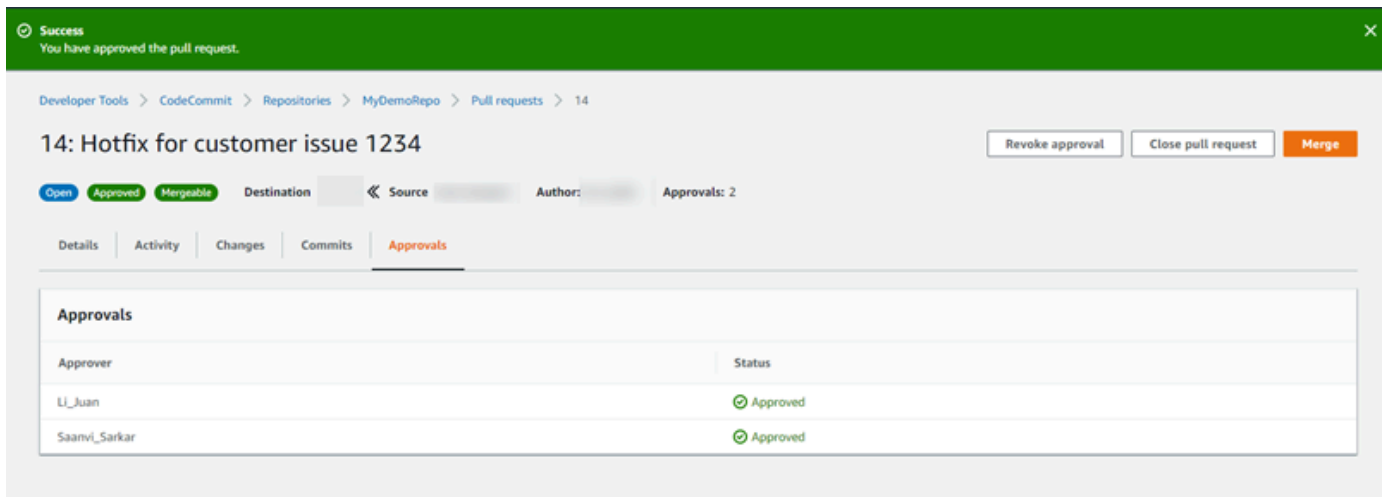 Success
You have approved the pull request.
Developer Tools > CodeCommit > Repositories > MyDemoRepo > Pull requests > 14
14: Hotfix for customer issue 1234
Revoke approval Close pull request Merge
Open Approved Mergeable Destination Source Author: Approvals: 2
Details Activity Changes Commits Approvals
Approvals
Approver Status
Li_Juan Approved
Saanvi_Sarkar Approved